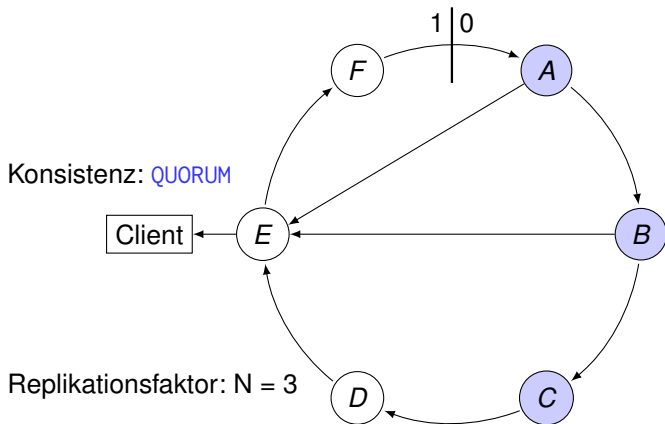 1 0
F
A
Konsistenz: QUORUM
Client
E
B
Replikationsfaktor: N = 3
D
C